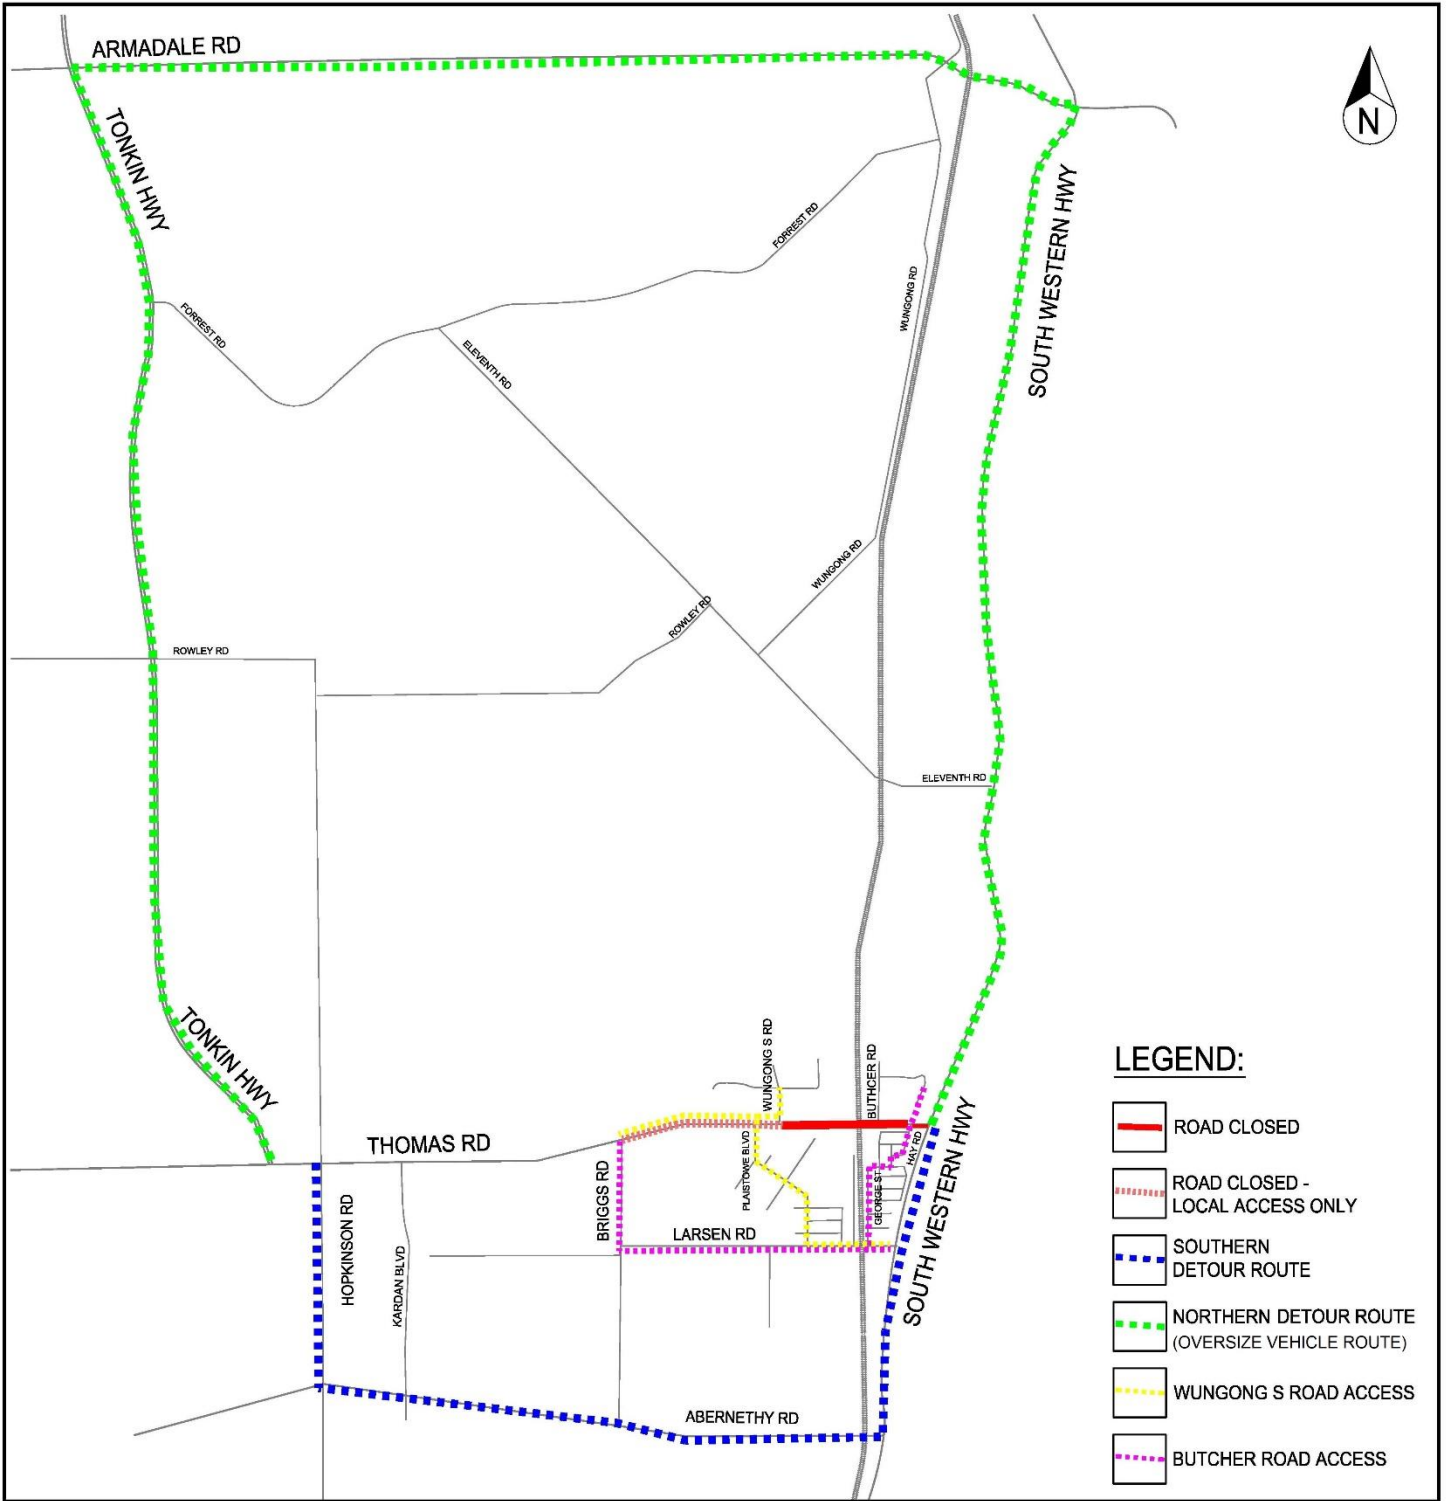 ARMADALE RD
N
TONKIN HWY
SOUTH WESTERN HWY
FORREST RD
WUNGONG RD
FORREST RD
ELEVENTH RD
WUNGONG RD
ROWLEY RD
ROWLEY RD
ELEVENTH RD
TONKIN HWY
WUNGONG S RD
BUTHCER RD
THOMAS RD
PLAISTOWE BLVD
HAY RD
GEORGE ST
BRIGGS RD
HOPKINSON RD
KARDAN BLVD
LARSEN RD
SOUTH WESTERN HWY
ABERNETHY RD
LEGEND:
ROAD CLOSED
ROAD CLOSED -
LOCAL ACCESS ONLY
SOUTHERN
DETOUR ROUTE
NORTHERN DETOUR ROUTE
(OVERSIZE VEHICLE ROUTE)
WUNGONG S ROAD ACCESS
BUTCHER ROAD ACCESS